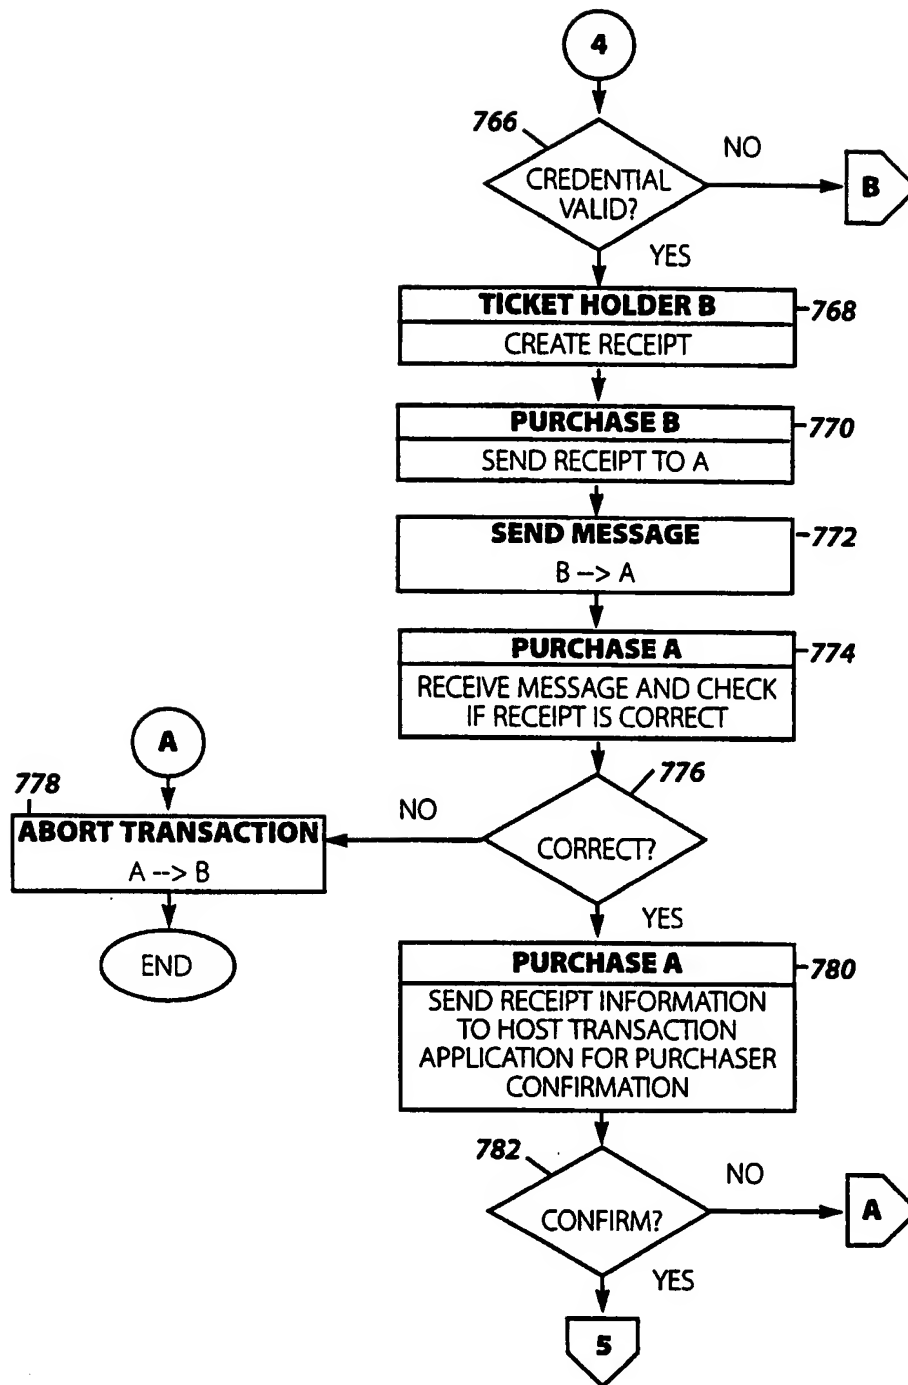 4
766
NO
CREDENTIAL
VALID?
B
YES
TICKET HOLDER B
768
CREATE RECEIPT
PURCHASE B
770
SEND RECEIPT TO A
SEND MESSAGE
772
B --> A
PURCHASE A
774
RECEIVE MESSAGE AND CHECK
IF RECEIPT IS CORRECT
A
776
778
NO
ABORT TRANSACTION
CORRECT?
A --> B
YES
END
PURCHASE A
780
SEND RECEIPT INFORMATION
TO HOST TRANSACTION
APPLICATION FOR PURCHASER
CONFIRMATION
782
NO
CONFIRM?
A
YES
5